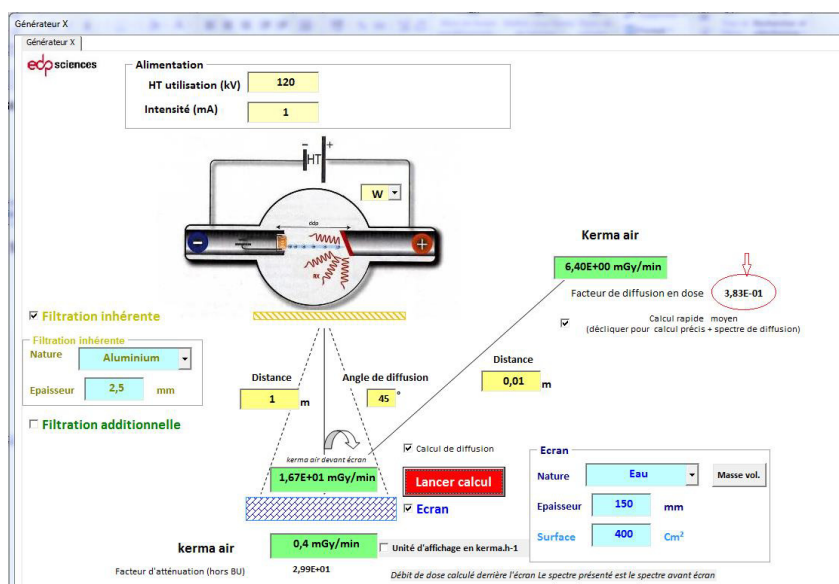 Générateur X
Générateur X
edp sciences
Alimentation
HT utilisation (kV) 120
Intensité (mA) 1
- HT +
W
ddp
RX
- +
Kerma air
6,40E+00 mGy/min
Facteur de diffusion en dose 3,83E-01
Calcul rapide moyen
(décliquer pour calcul précis + spectre de diffusion)
Filtration inhérente
Filtration inhérente
Nature Aluminium
Epaisseur 2,5 mm
Filtration additionnelle
Distance
1 m
Angle de diffusion
45 °
Distance
0,01 m
kerma air devant écran
1,67E+01 mGy/min
Calcul de diffusion
Lancer calcul
Ecran
Ecran
Nature Eau Masse vol.
Epaisseur 150 mm
Surface 400 Cm²
kerma air 0,4 mGy/min
Unité d'affichage en kerma.h-1
Facteur d'atténuation (hors BU) 2,99E+01
Débit de dose calculé derrière l'écran Le spectre présenté est le spectre avant écran